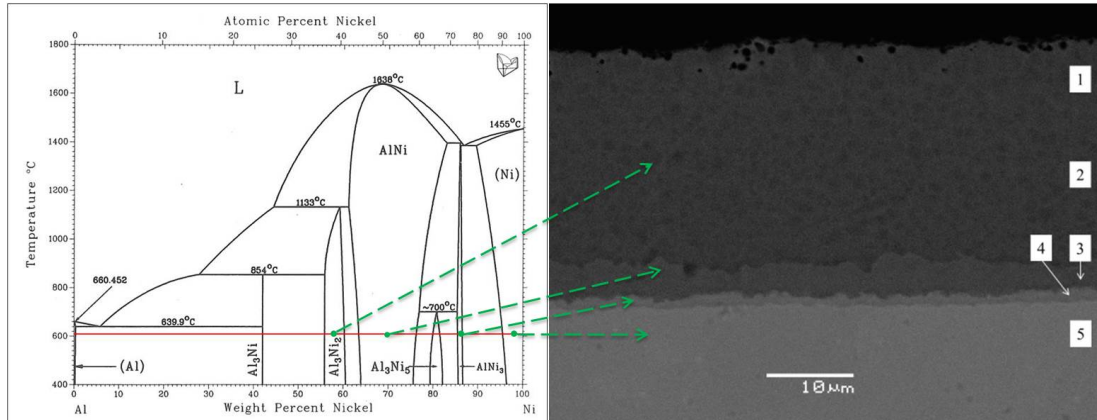 Atomic Percent Nickel
0 10 20 30 40 50 60 70 80 90 100
1800
1600
1400
1200
1000
800
600
400
Temperature °C
L
1638°C
1455°C
AlNi
(Ni)
1133°C
854°C
660.452
~700°C
639.9°C
(Al)
Al3Ni
Al3Ni2
Al3Ni5
AlNi3
0 10 20 30 40 50 60 70 80 90 100
Al Weight Percent Nickel Ni
1
2
4 3
5
10 μm